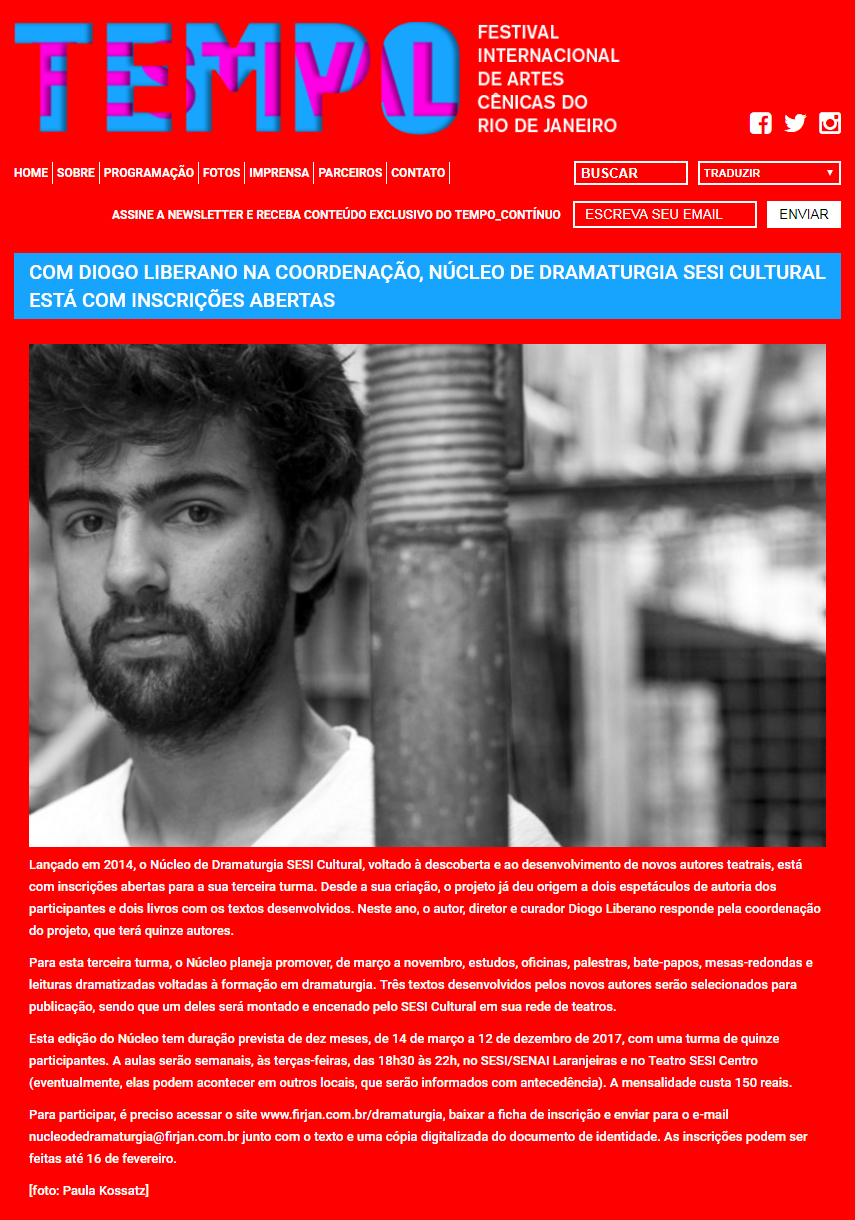 TEMPO
FESTIVAL
FESTIVAL
INTERNACIONAL
DE ARTES
CÊNICAS DO
RIO DE JANEIRO
HOME SOBRE PROGRAMAÇÃO FOTOS IMPRENSA PARCEIROS CONTATO BUSCAR TRADUZIR
ASSINE A NEWSLETTER E RECEBA CONTEÚDO EXCLUSIVO DO TEMPO_CONTÍNUO ESCREVA SEU EMAIL ENVIAR
COM DIOGO LIBERANO NA COORDENAÇÃO, NÚCLEO DE DRAMATURGIA SESI CULTURAL
ESTÁ COM INSCRIÇÕES ABERTAS
Lançado em 2014, o Núcleo de Dramaturgia SESI Cultural, voltado à descoberta e ao desenvolvimento de novos autores teatrais, está
com inscrições abertas para a sua terceira turma. Desde a sua criação, o projeto já deu origem a dois espetáculos de autoria dos
participantes e dois livros com os textos desenvolvidos. Neste ano, o autor, diretor e curador Diogo Liberano responde pela coordenação
do projeto, que terá quinze autores.
Para esta terceira turma, o Núcleo planeja promover, de março a novembro, estudos, oficinas, palestras, bate-papos, mesas-redondas e
leituras dramatizadas voltadas à formação em dramaturgia. Três textos desenvolvidos pelos novos autores serão selecionados para
publicação, sendo que um deles será montado e encenado pelo SESI Cultural em sua rede de teatros.
Esta edição do Núcleo tem duração prevista de dez meses, de 14 de março a 12 de dezembro de 2017, com uma turma de quinze
participantes. A aulas serão semanais, às terças-feiras, das 18h30 às 22h, no SESI/SENAI Laranjeiras e no Teatro SESI Centro
(eventualmente, elas podem acontecer em outros locais, que serão informados com antecedência). A mensalidade custa 150 reais.
Para participar, é preciso acessar o site www.firjan.com.br/dramaturgia, baixar a ficha de inscrição e enviar para o e-mail
nucleodedramaturgia@firjan.com.br junto com o texto e uma cópia digitalizada do documento de identidade. As inscrições podem ser
feitas até 16 de fevereiro.
[foto: Paula Kossatz]